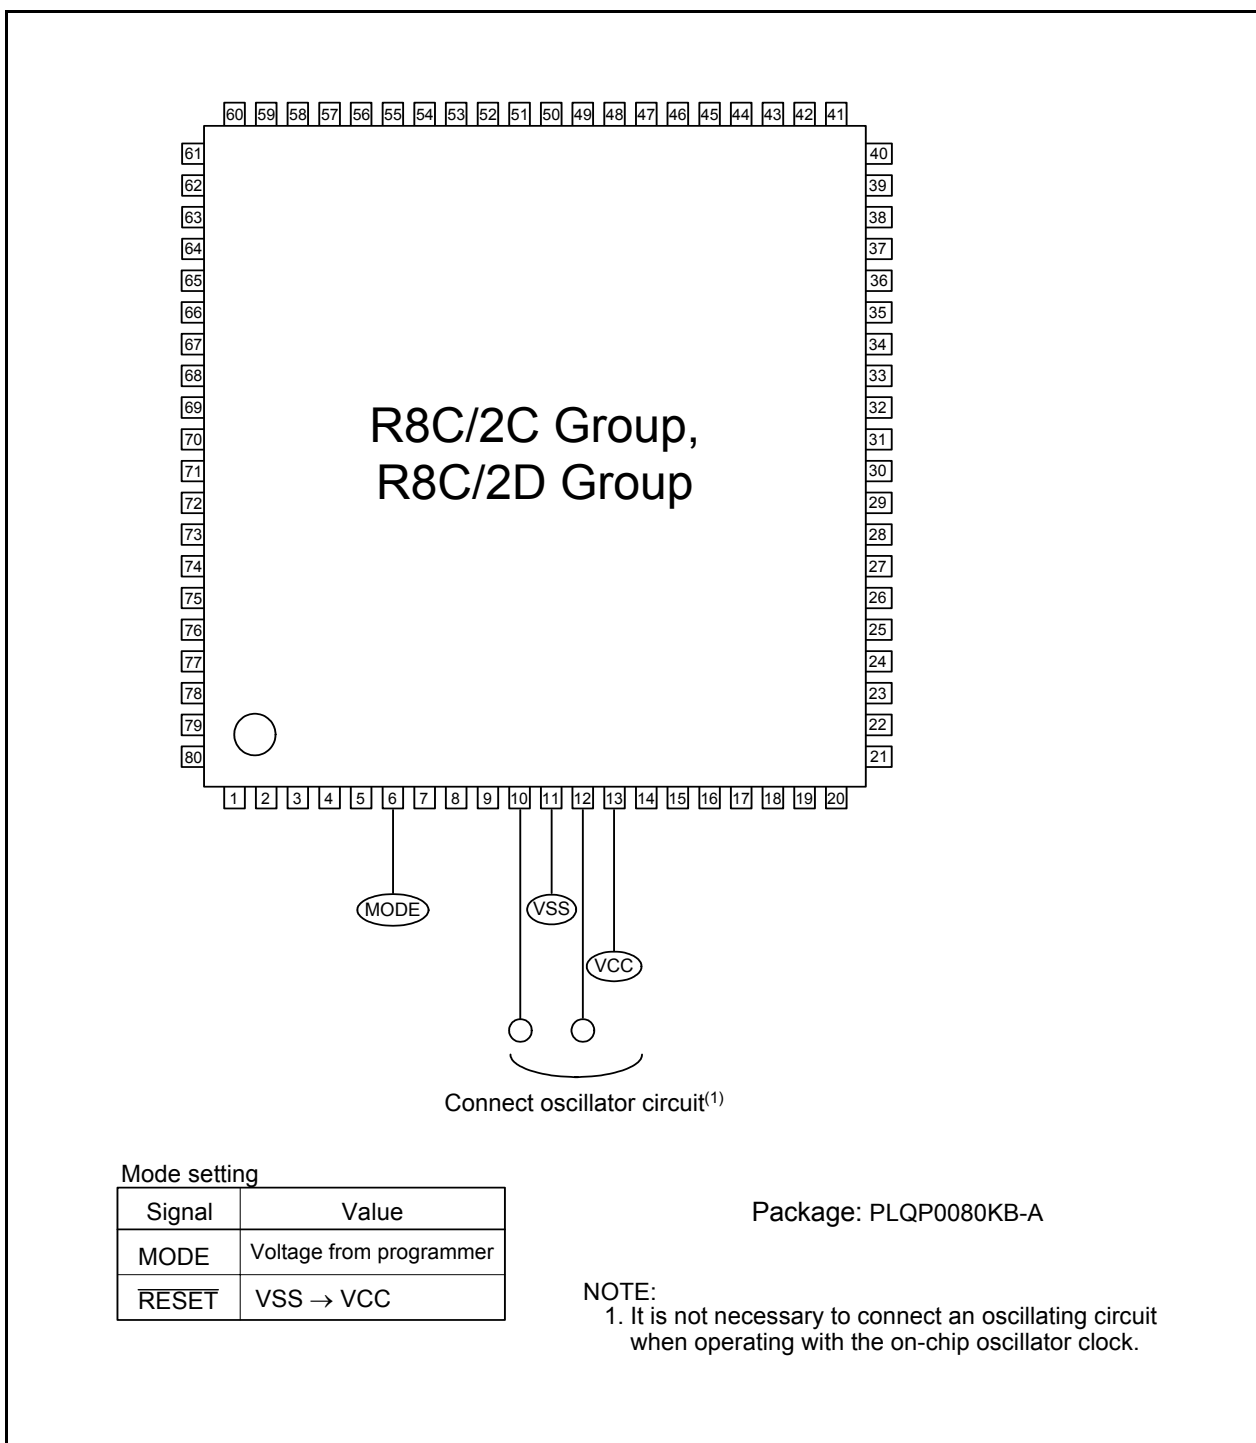 60 59 58 57 56 55 54 53 52 51 50 49 48 47 46 45 44 43 42 41
61 40
62 39
63 38
64 37
65 36
66 35
67 34
68 33
69 32
70 31
71 30
72 29
73 28
74 27
75 26
76 25
77 24
78 23
79 22
80 21
R8C/2C Group,
R8C/2D Group
1 2 3 4 5 6 7 8 9 10 11 12 13 14 15 16 17 18 19 20
MODE VSS
VCC
Connect oscillator circuit(1)
Mode setting
Signal Value
MODE Voltage from programmer
RESET VSS → VCC
Package: PLQP0080KB-A
NOTE:
1. It is not necessary to connect an oscillating circuit
when operating with the on-chip oscillator clock.